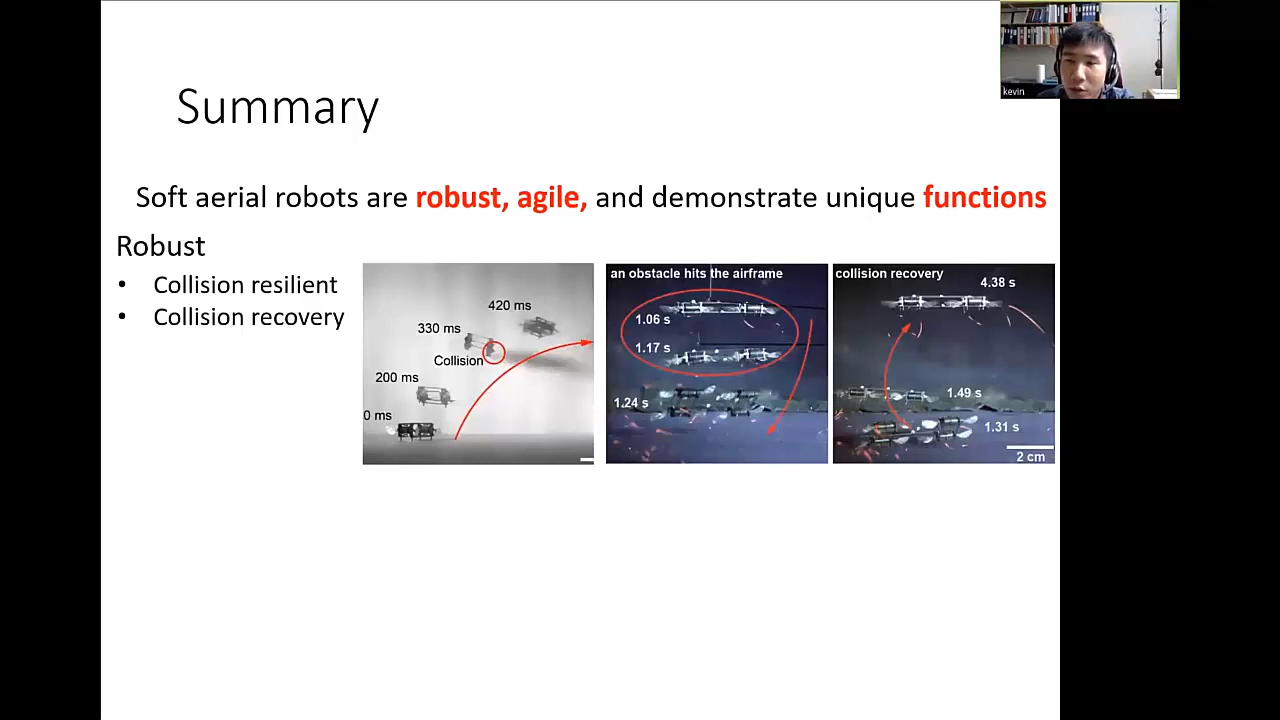 kevin
Summary
Soft aerial robots are robust, agile, and demonstrate unique functions
Robust
• Collision resilient
• Collision recovery
420 ms
330 ms
Collision
200 ms
0 ms
an obstacle hits the airframe
1.06 s
1.17 s
1.24 s
collision recovery
4.38 s
1.49 s
1.31 s
2 cm